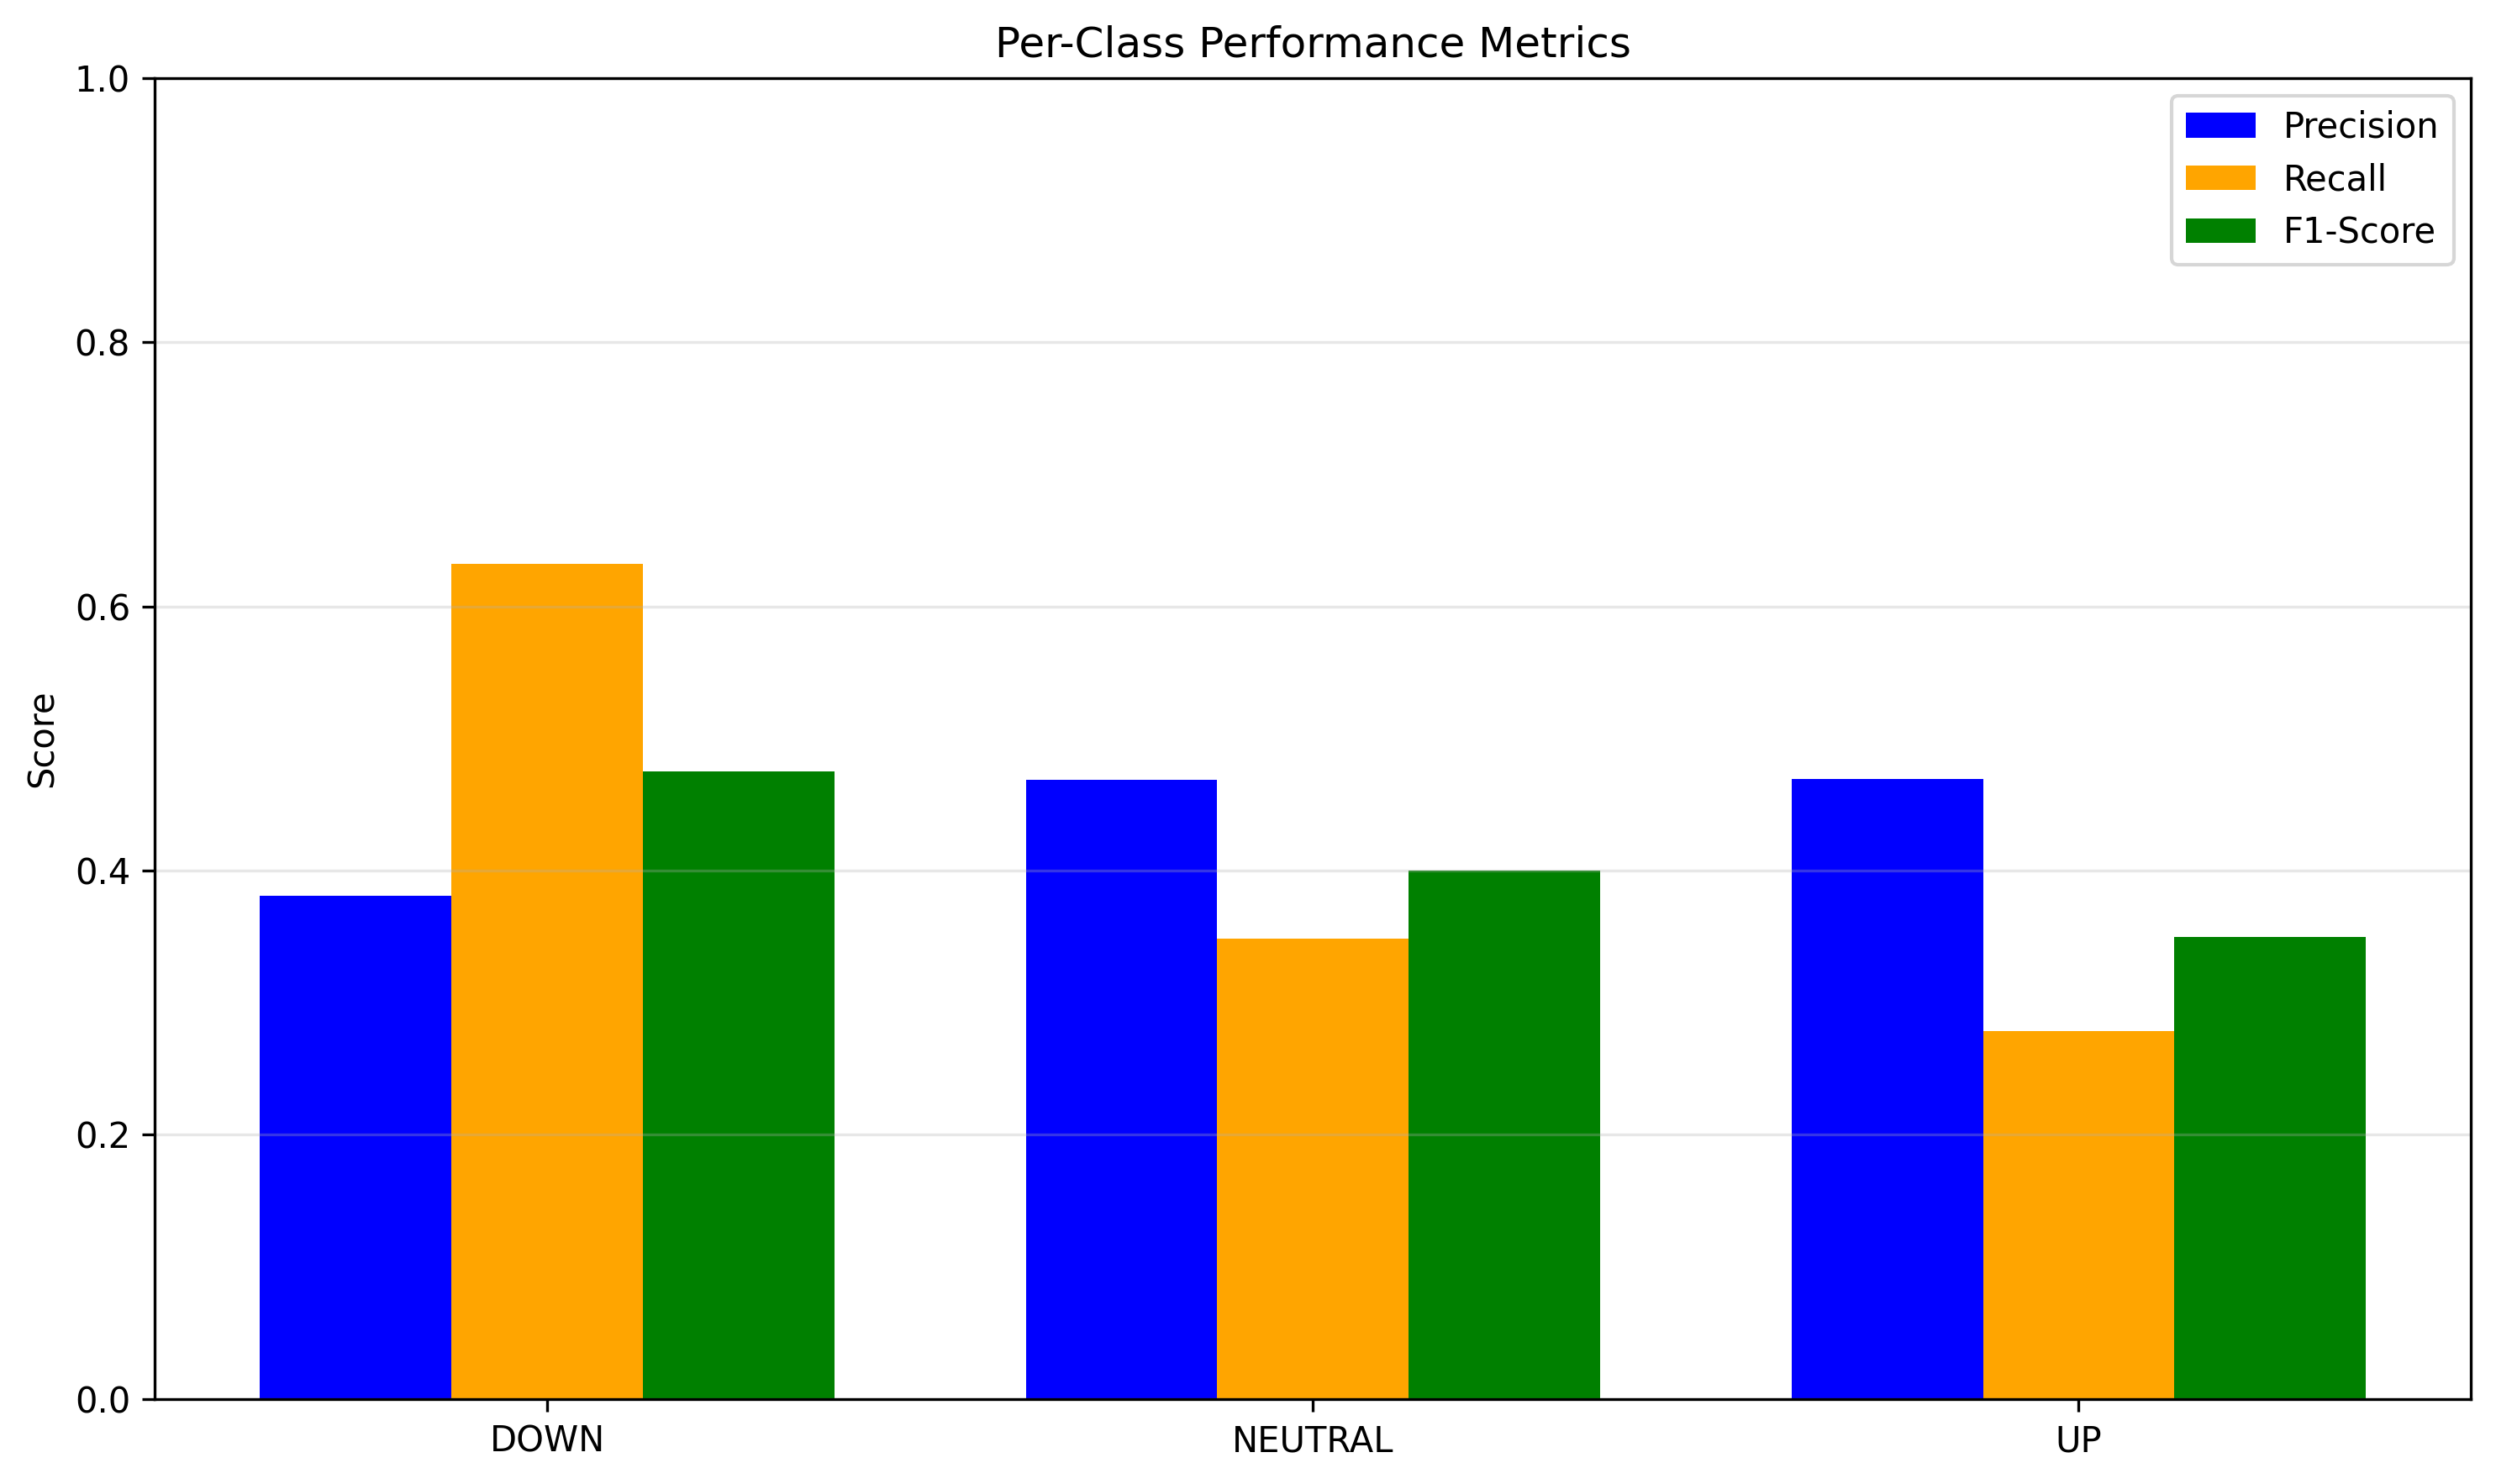 Per-Class Performance Metrics
1.0
0.8
0.6
0.4
0.2
0.0
Score
Precision
Recall
F1-Score
DOWN
NEUTRAL
UP